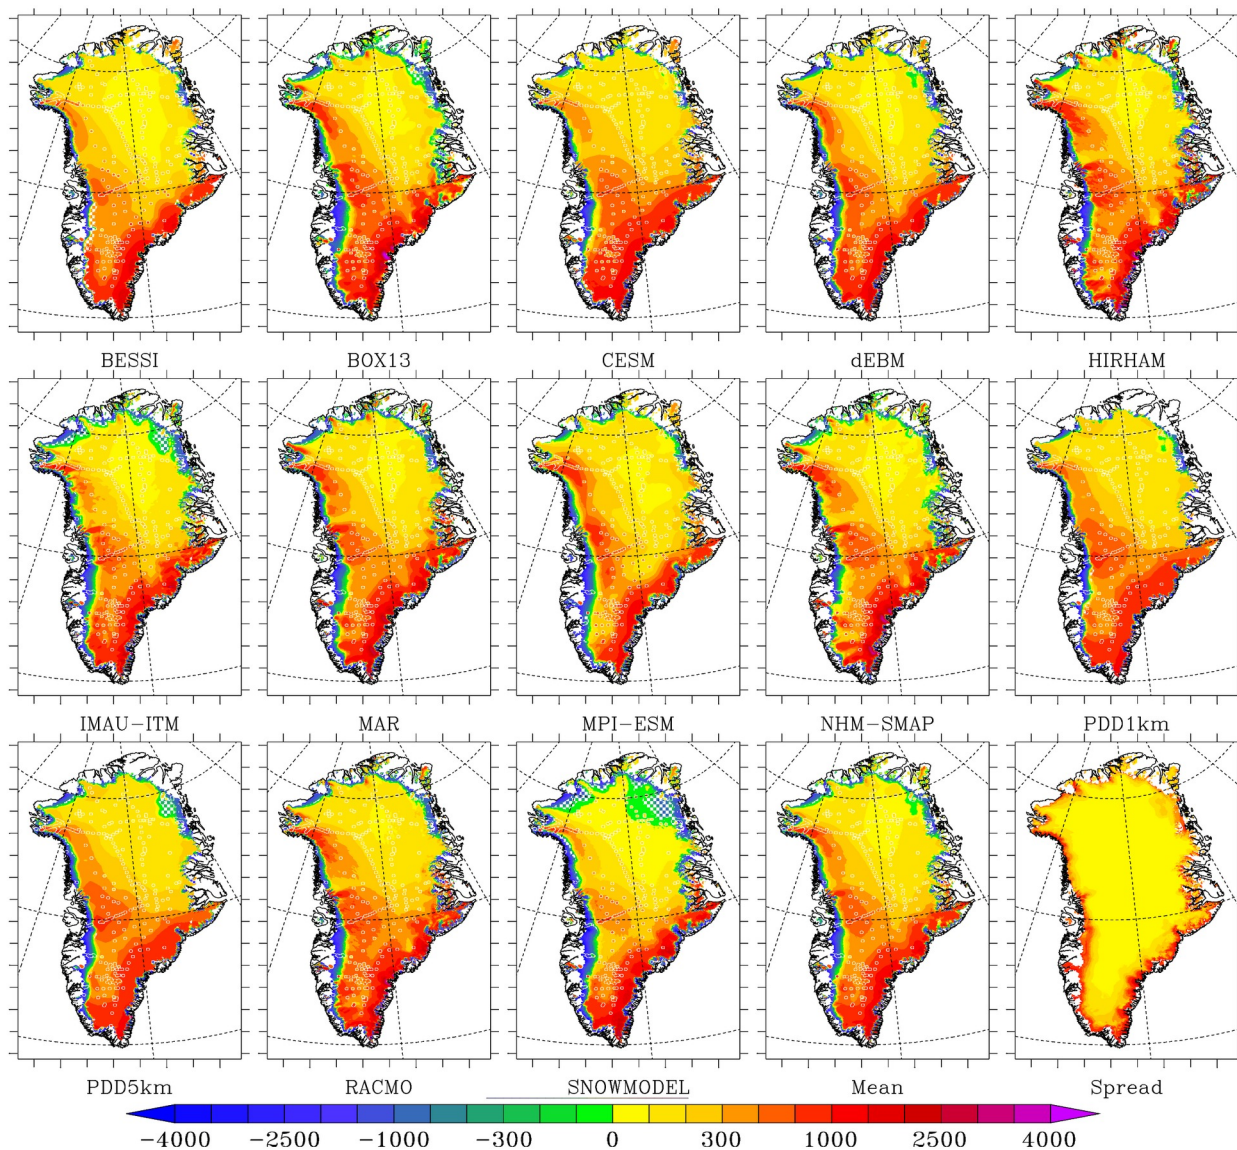 BESSI BOX13 CESM dEBM HIRHAM
IMAU-ITM MAR MPI-ESM NHM-SMAP PDD1km
PDD5km RACMO SNOWMODEL Mean Spread
-4000 -2500 -1000 -300 0 300 1000 2500 4000